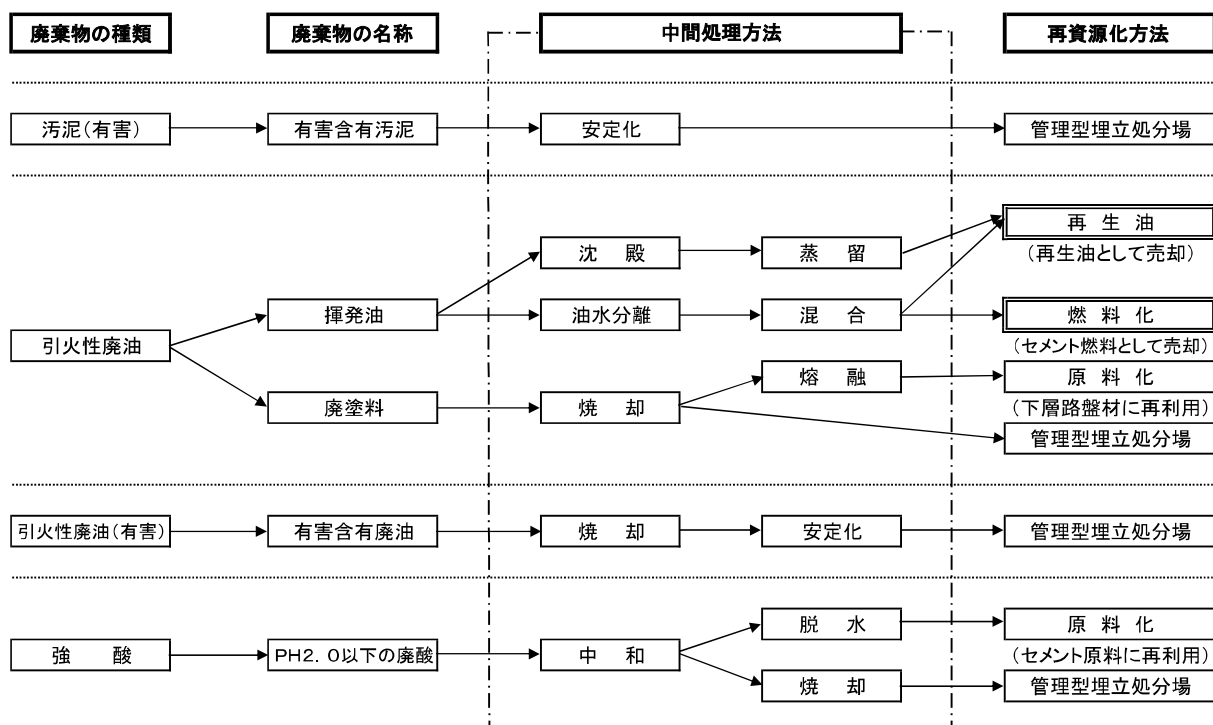 廃棄物の種類 廃棄物の名称 中間処理方法 再資源化方法
汚泥(有害) 有害含有汚泥 安定化 管理型埋立処分場
再生油
(再生油として売却)
沈殿 蒸留
揮発油 油水分離 混合 燃料化
(セメント燃料として売却)
引火性廃油
熔融 原料化
(下層路盤材に再利用)
廃塗料 焼却
管理型埋立処分場
引火性廃油(有害) 有害含有廃油 焼却 安定化 管理型埋立処分場
脱水 原料化
(セメント原料に再利用)
強酸 PH2.0以下の廃酸 中和
焼却 管理型埋立処分場